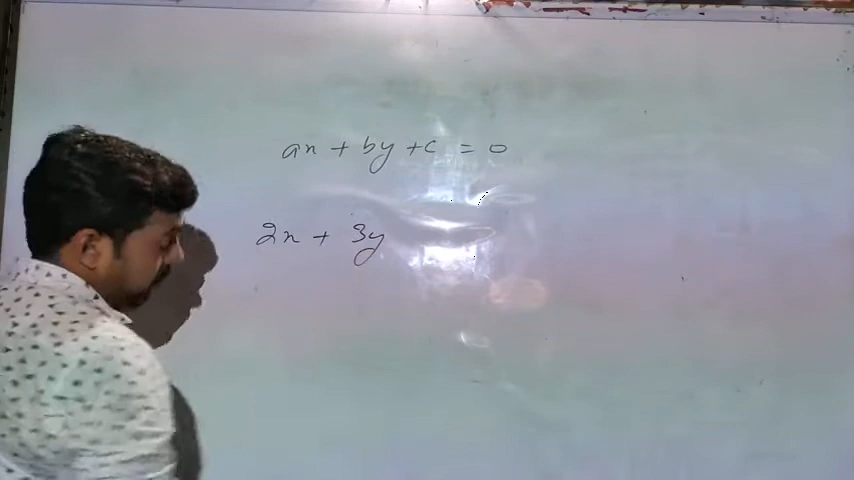 ax + by + c = 0
2x + 3y